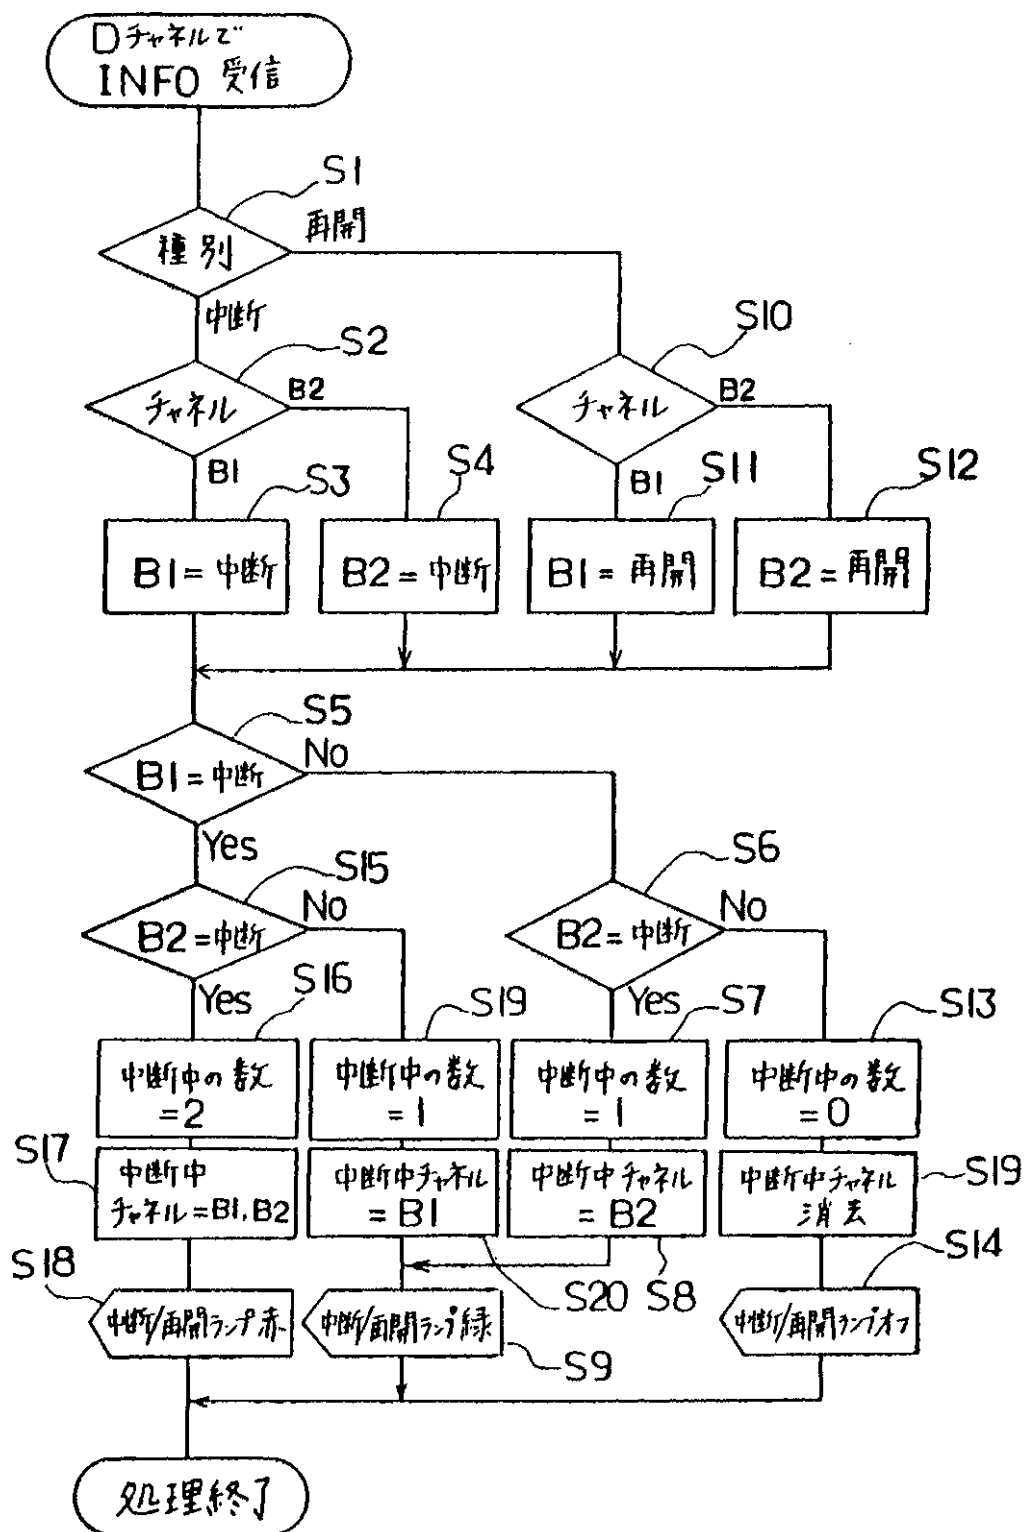 Dチャネルで
INFO 受信
S1
種別
再開
中断
S2
S10
チャネル
B2
チャネル
B2
B1
S3
S4
B1
S11
S12
B1=中断
B2=中断
B1=再開
B2=再開
S5
B1=中断
No
Yes
S15
S6
B2=中断
No
B2=中断
No
Yes
S16
S19
Yes
S7
S13
中断中の数
=2
中断中の数
=1
中断中の数
=1
中断中の数
=0
S17
中断中
チャネル=B1,B2
中断中チャネル
=B1
中断中チャネル
=B2
中断中チャネル
消去
S19
S18
S20
S8
S14
中断/再開ランプ赤
中断/再開ランプ緑
中断/再開ランプオフ
S9
処理終了